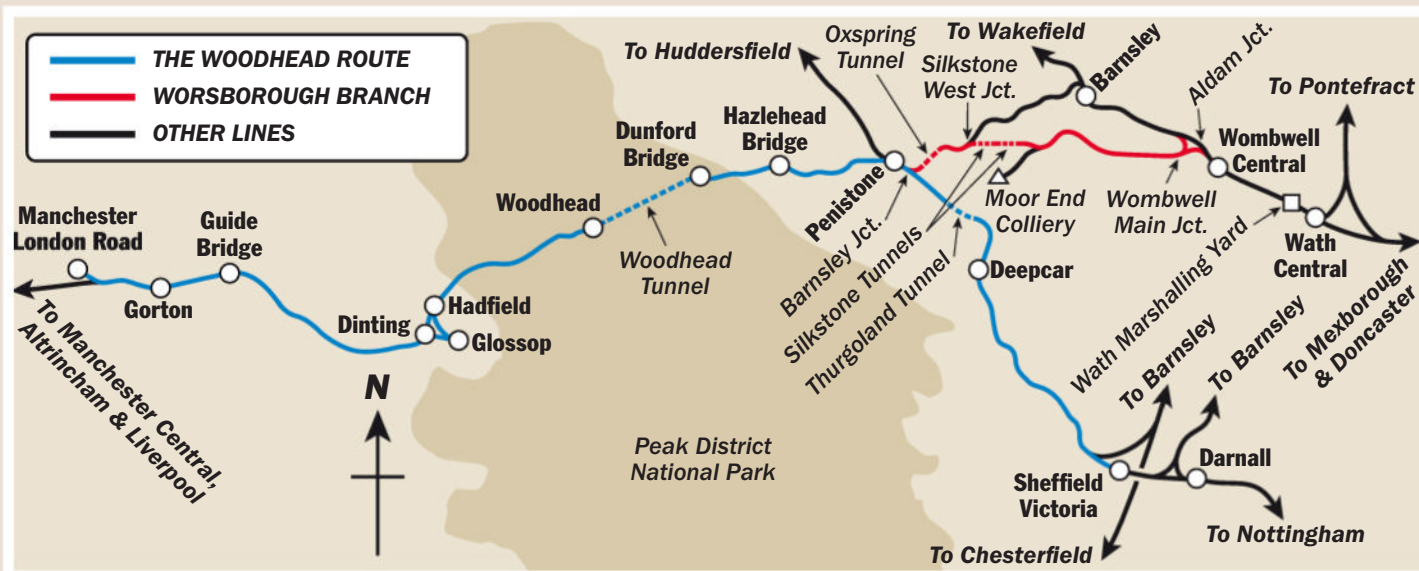 THE WOODHEAD ROUTE
WORSBOROUGH BRANCH
OTHER LINES
To Huddersfield
Oxspring
Tunnel
To Wakefield
Silkstone
West Jct.
Barnsley
Aldam Jct.
To Pontefract
Dunford
Bridge
Hazlehead
Bridge
Wombwell
Central
Woodhead
Penistone
Moor End
Colliery
Wombwell
Main Jct.
Manchester
London Road
Guide
Bridge
Woodhead
Tunnel
Barnsley Jct.
Silkstone Tunnels
Thurgoland Tunnel
Deepcar
Wath Marshalling Yard
Wath
Central
Gorton
Hadfield
Dinting
Glossop
To Manchester Central,
Altrincham & Liverpool
N
To Barnsley
To Barnsley
To Mexborough
& Doncaster
Peak District
National Park
Sheffield
Victoria
Darnall
To Nottingham
To Chesterfield